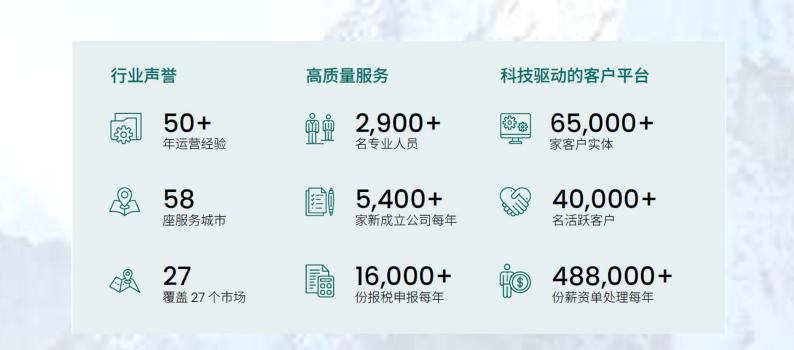 行业声誉
50+
年运营经验
58
座服务城市
27
覆盖 27 个市场
高质量服务
2,900+
名专业人员
5,400+
家新成立公司每年
16,000+
份报税申报每年
科技驱动的客户平台
65,000+
家客户实体
40,000+
名活跃客户
488,000+
份薪资单处理每年